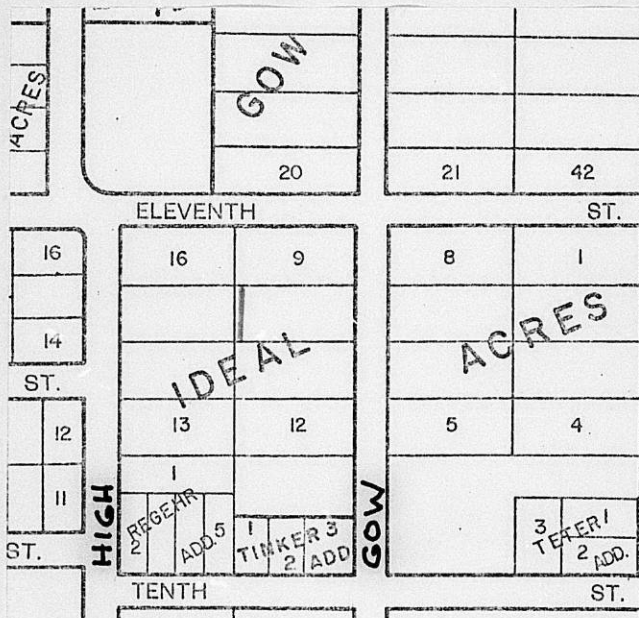 ACRES
GOW
20
21
42
ELEVENTH ST.
16
16
9
8
1
14
IDEAL
ACRES
ST.
12
13
12
5
4
11
1
HIGH
REGEHR
2
ADD. 5
1
TINKER 3
2 ADD
GOW
3
TETER 1
2 ADD.
ST.
TENTH ST.